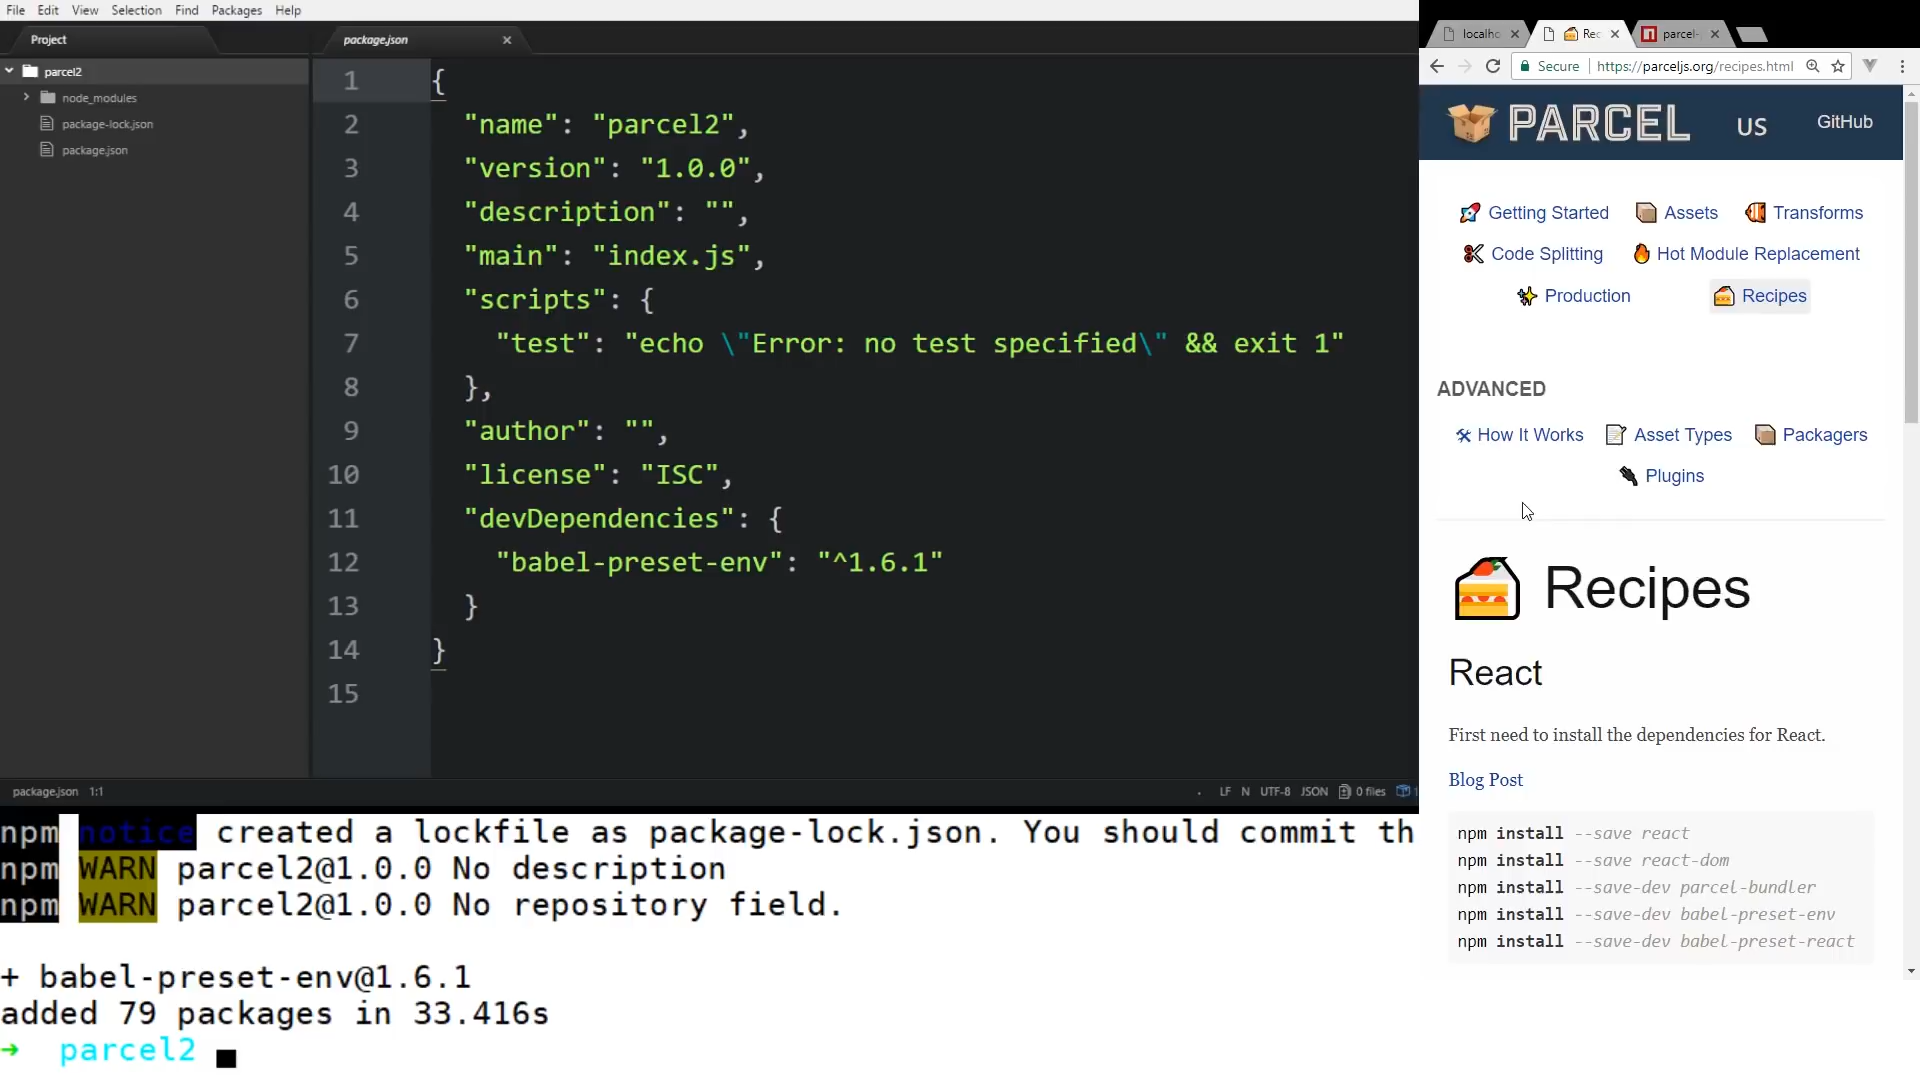 File Edit View Selection Find Packages Help
Project
parcel2
node_modules
package-lock.json
package.json
package.json
1 {
2 "name": "parcel2",
3 "version": "1.0.0",
4 "description": "",
5 "main": "index.js",
6 "scripts": {
7 "test": "echo \"Error: no test specified\" && exit 1"
8 },
9 "author": "",
10 "license": "ISC",
11 "devDependencies": {
12 "babel-preset-env": "^1.6.1"
13 }
14 }
15
package.json 1:1
. LF N UTF-8 JSON 0 files 1
npm notice created a lockfile as package-lock.json. You should commit th
npm WARN parcel2@1.0.0 No description
npm WARN parcel2@1.0.0 No repository field.
+ babel-preset-env@1.6.1
added 79 packages in 33.416s
→ parcel2
localho Rec parcel-
Secure https://parceljs.org/recipes.html
PARCEL US GitHub
Getting Started Assets Transforms
Code Splitting Hot Module Replacement
Production Recipes
ADVANCED
How It Works Asset Types Packagers
Plugins
Recipes
React
First need to install the dependencies for React.
Blog Post
npm install --save react
npm install --save react-dom
npm install --save-dev parcel-bundler
npm install --save-dev babel-preset-env
npm install --save-dev babel-preset-react